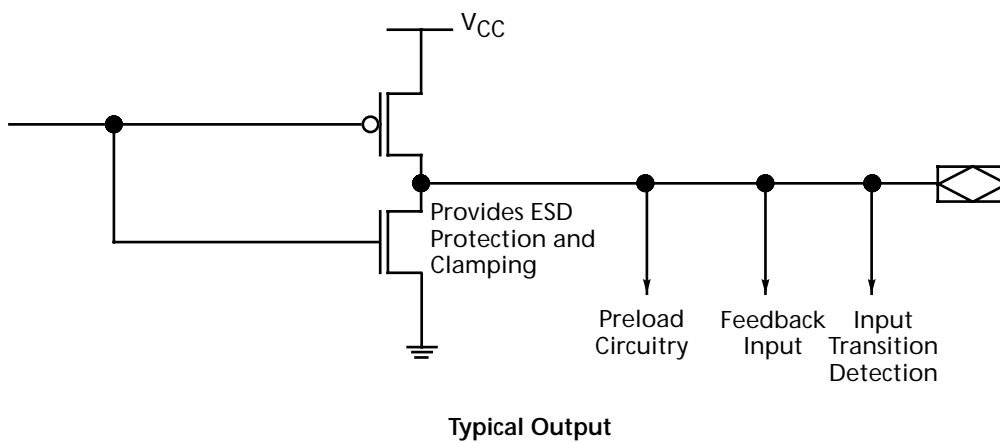 VCC
Provides ESD
Protection and
Clamping
Preload
Circuitry
Feedback
Input
Input
Transition
Detection
Typical Output